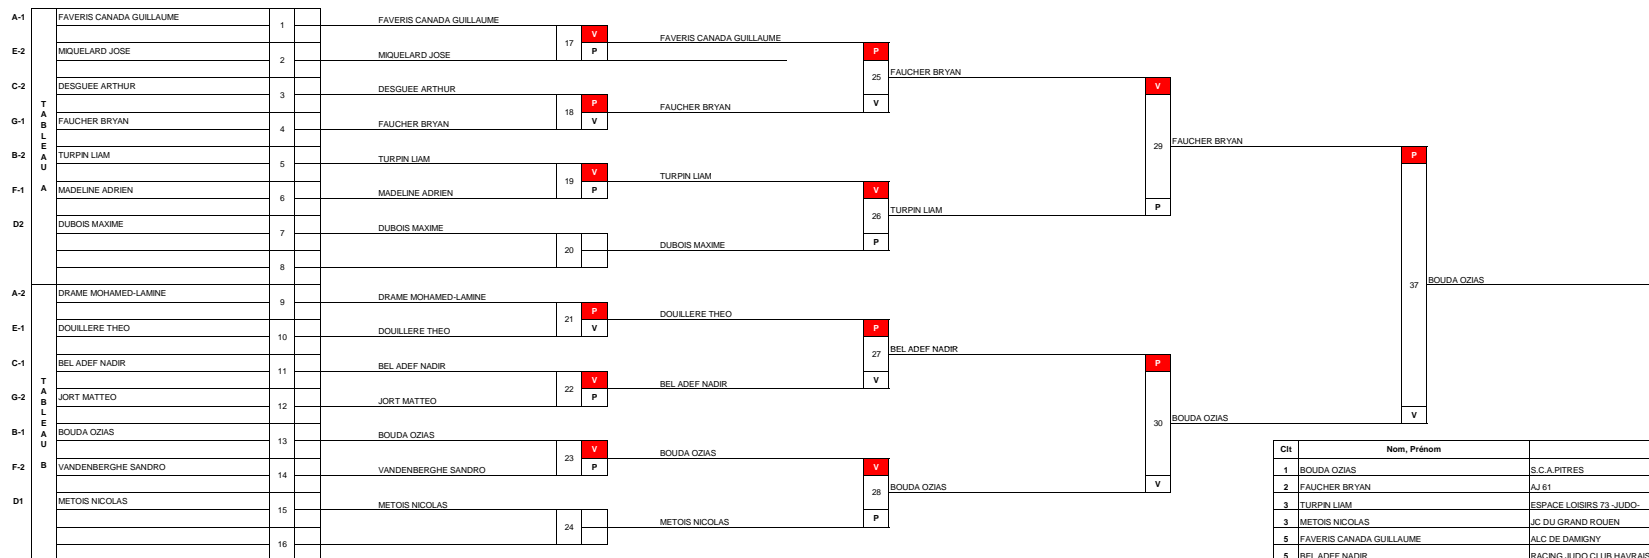 A-1 FAVERIS CANADA GUILLAUME 1 FAVERIS CANADA GUILLAUME
17 V FAVERIS CANADA GUILLAUME
P
E-2 MIQUELARD JOSE 2 MIQUELARD JOSE
P
25 FAUCHER BRYAN
V
C-2 DESGUEE ARTHUR 3 DESGUEE ARTHUR
18 P FAUCHER BRYAN
V
G-1 FAUCHER BRYAN 4 FAUCHER BRYAN
V
29 FAUCHER BRYAN
P
B-2 TURPIN LIAM 5 TURPIN LIAM
19 V TURPIN LIAM
P
F-1 MADELINE ADRIEN 6 MADELINE ADRIEN
V
26 TURPIN LIAM
P
D2 DUBOIS MAXIME 7 DUBOIS MAXIME
20 DUBOIS MAXIME
8
TABLEAU A
P
37 BOUDA OZIAS
V
A-2 DRAME MOHAMED-LAMINE 9 DRAME MOHAMED-LAMINE
21 P DOUILLERE THEO
V
E-1 DOUILLERE THEO 10 DOUILLERE THEO
P
27 BEL ADEF NADIR
V
C-1 BEL ADEF NADIR 11 BEL ADEF NADIR
22 V BEL ADEF NADIR
P
G-2 JORT MATTEO 12 JORT MATTEO
P
30 BOUDA OZIAS
V
B-1 BOUDA OZIAS 13 BOUDA OZIAS
23 V BOUDA OZIAS
P
F-2 VANDENBERGHE SANDRO 14 VANDENBERGHE SANDRO
V
28 BOUDA OZIAS
P
D1 METOIS NICOLAS 15 METOIS NICOLAS
24 METOIS NICOLAS
16
TABLEAU B
Clt Nom, Prénom
1 BOUDA OZIAS S.C.A.PITRES
2 FAUCHER BRYAN AJ 61
3 TURPIN LIAM ESPACE LOISIRS 73 -JUDO-
3 METOIS NICOLAS JC DU GRAND ROUEN
5 FAVERIS CANADA GUILLAUME ALC DE DAMIGNY
5 BEL ADEF NADIR RACING JUDO CLUB HAVRAIS